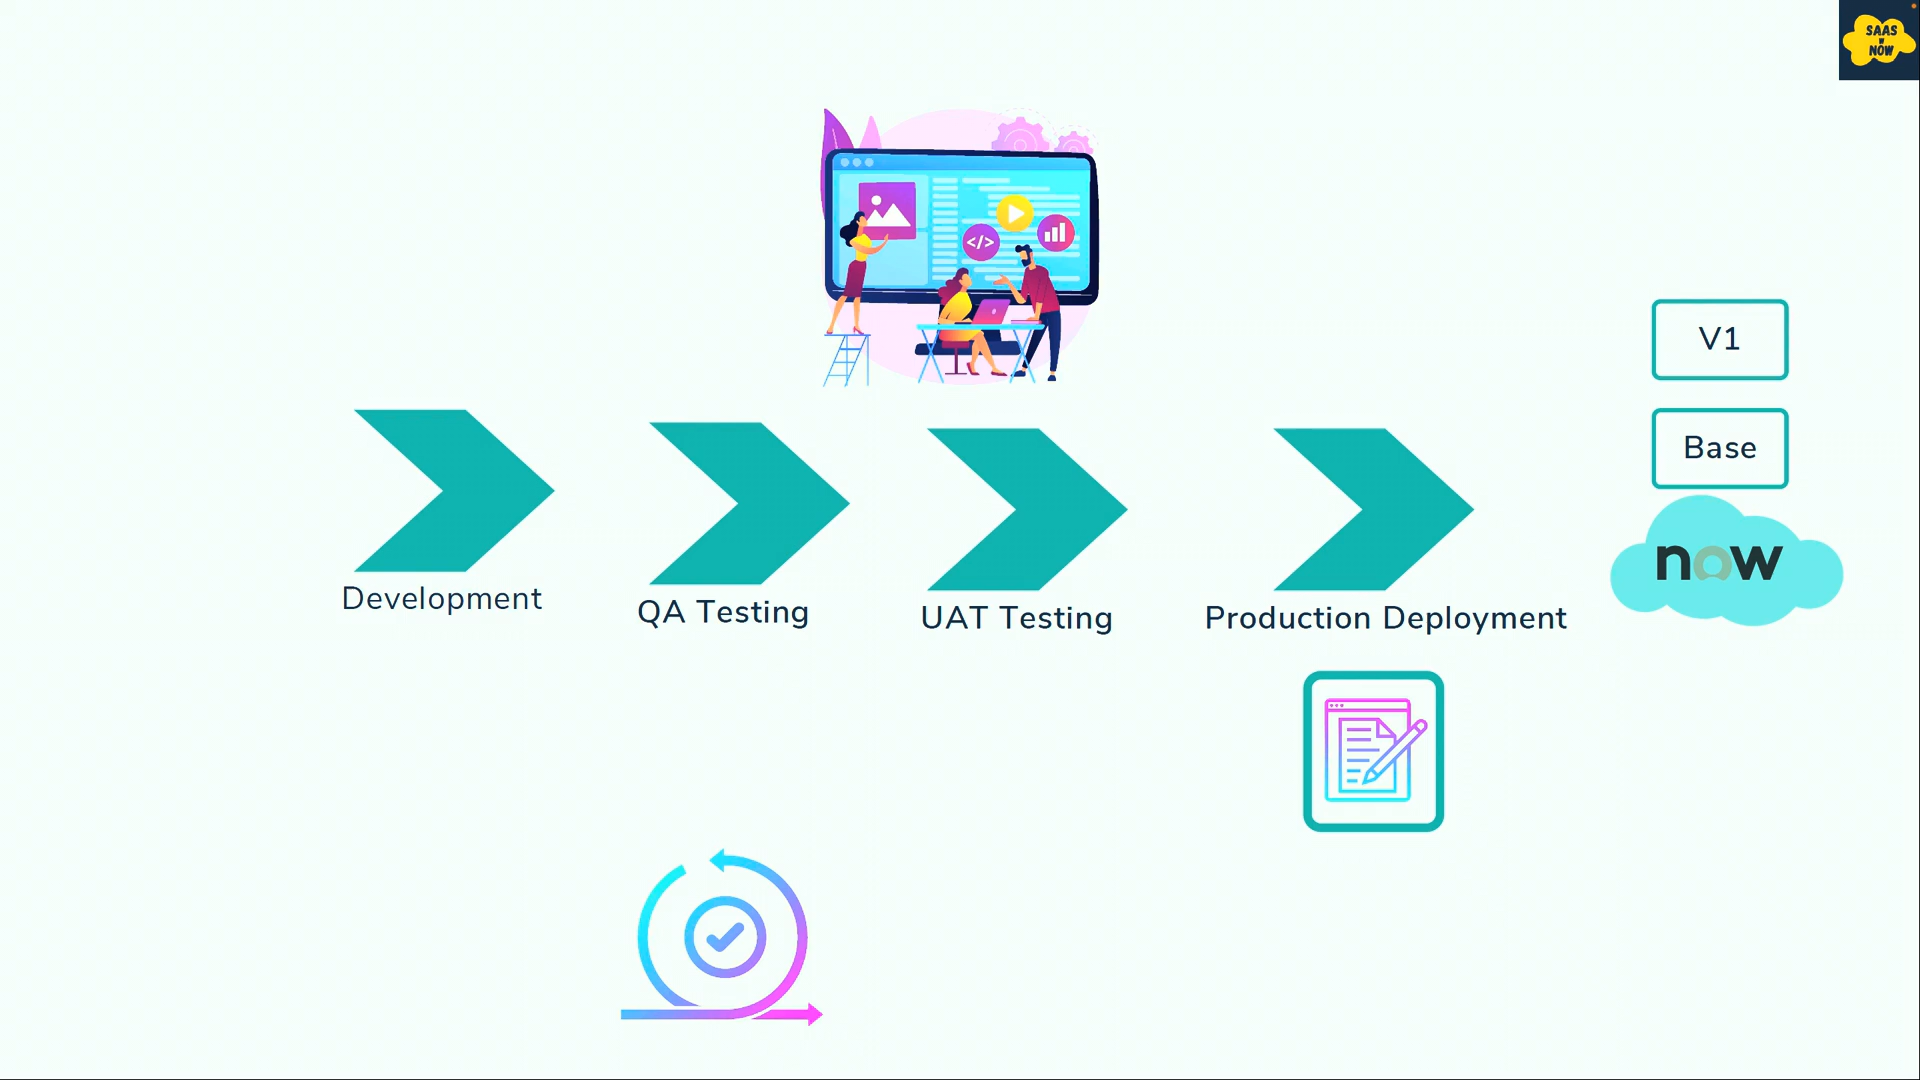 SAAS
W
NOW
</>
V1
Base
now
Development
QA Testing
UAT Testing
Production Deployment